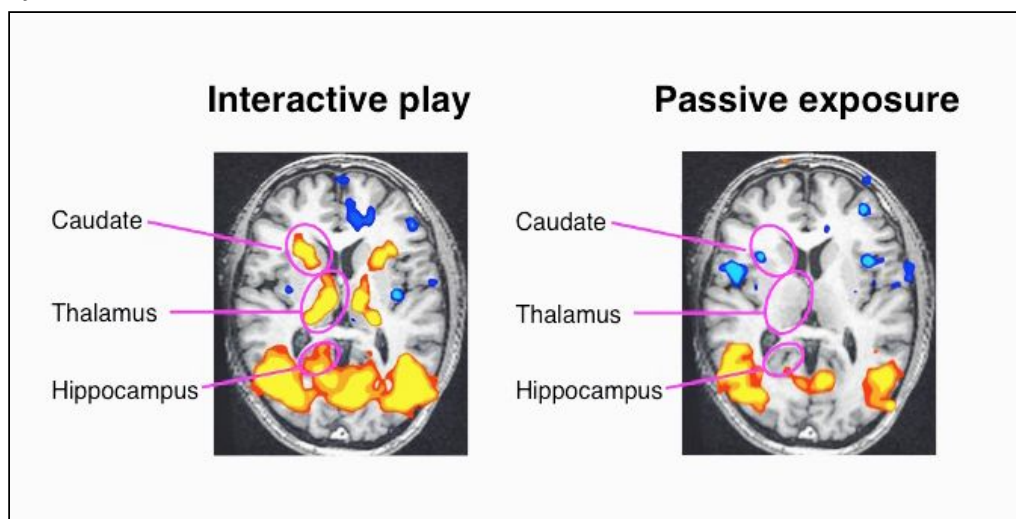 Interactive play
Passive exposure
Caudate
Thalamus
Hippocampus
Caudate
Thalamus
Hippocampus